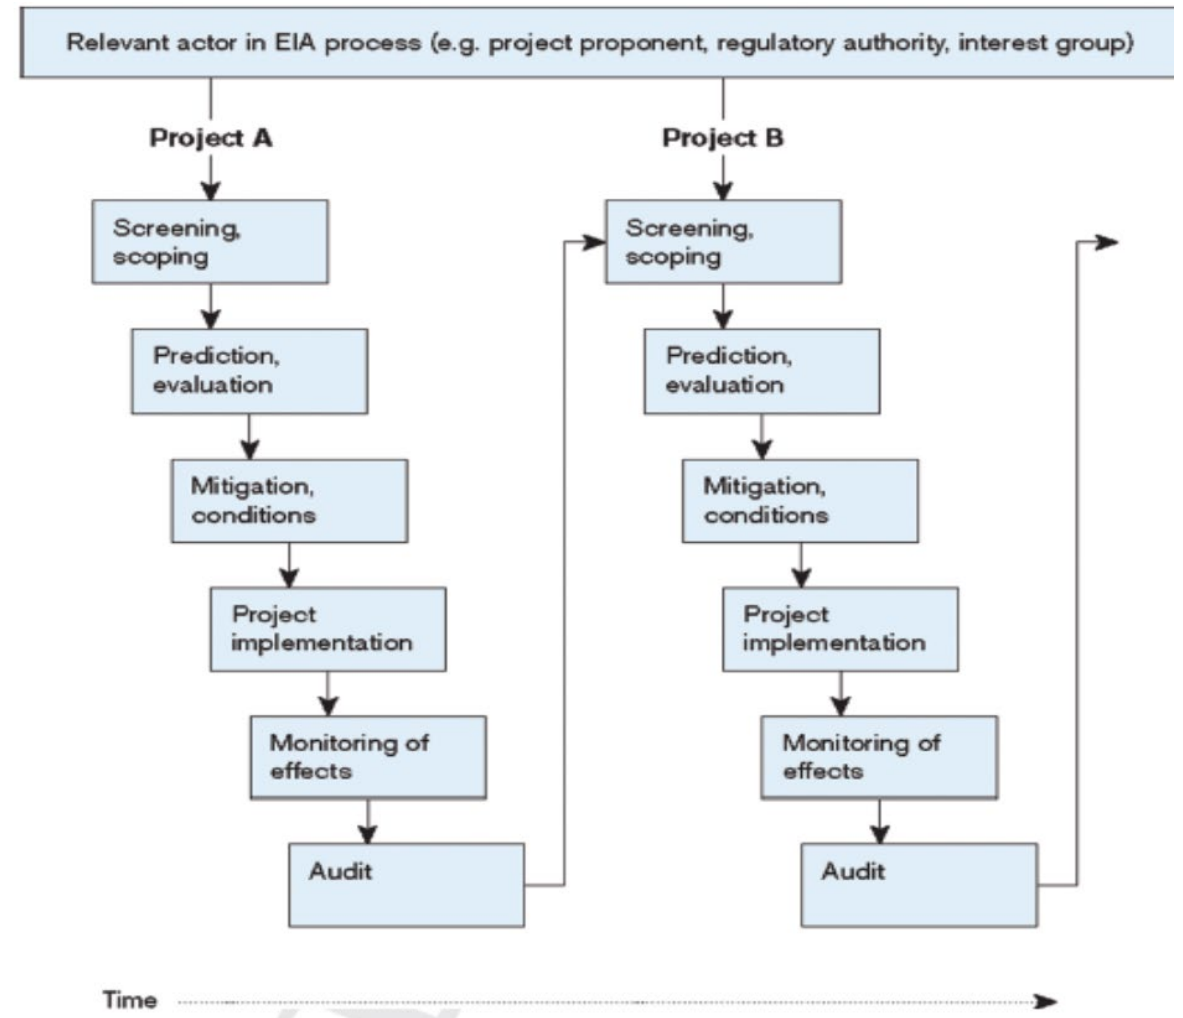 Relevant actor in EIA process (e.g. project proponent, regulatory authority, interest group)
Project A
Screening,
scoping
Prediction,
evaluation
Mitigation,
conditions
Project
implementation
Monitoring of
effects
Audit
Project B
Screening,
scoping
Prediction,
evaluation
Mitigation,
conditions
Project
implementation
Monitoring of
effects
Audit
Time